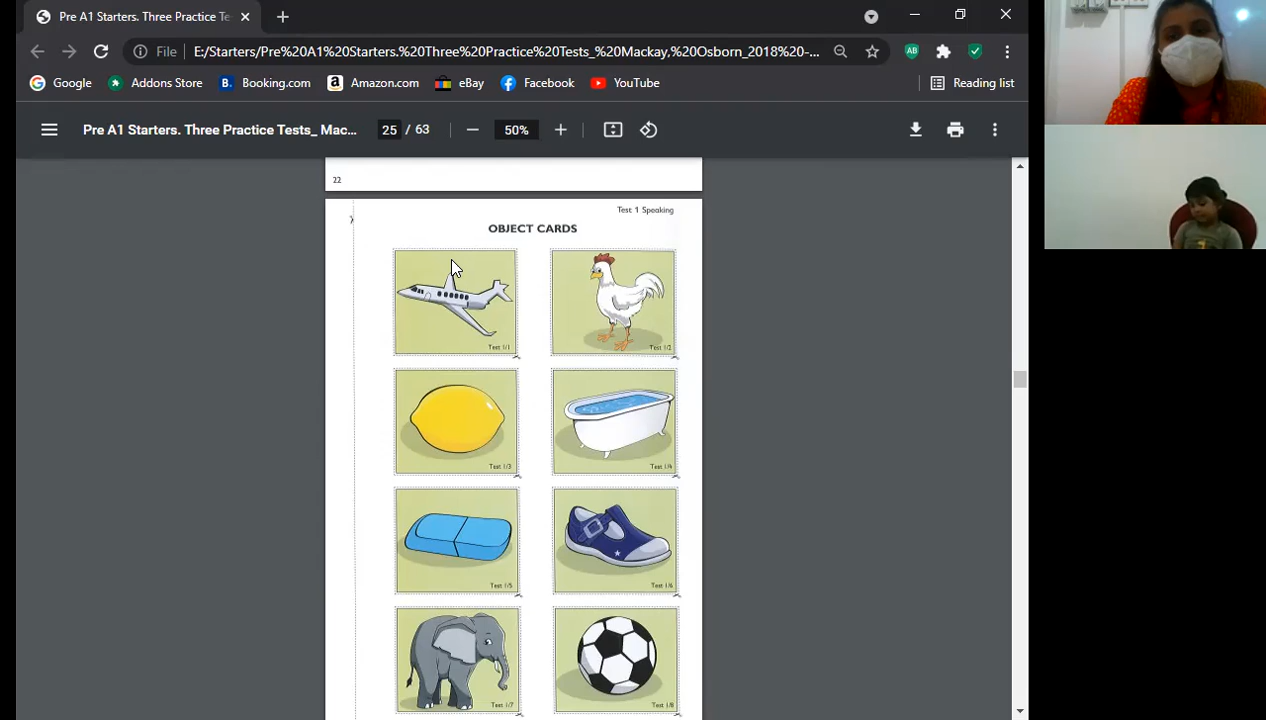 Pre A1 Starters. Three Practice Te
File E:/Starters/Pre%20A1%20Starters.%20Three%20Practice%20Tests_%20Mackay,%20Osborn_2018%20-...
AB
Google Addons Store B. Booking.com a Amazon.com eBay Facebook YouTube Reading list
Pre A1 Starters. Three Practice Tests_ Mac... 25 / 63 50%
22
Test 1 Speaking
OBJECT CARDS
Test 1/1 Test 1/2
Test 1/3 Test 1/4
Test 1/5 Test 1/6
Test 1/7 Test 1/8